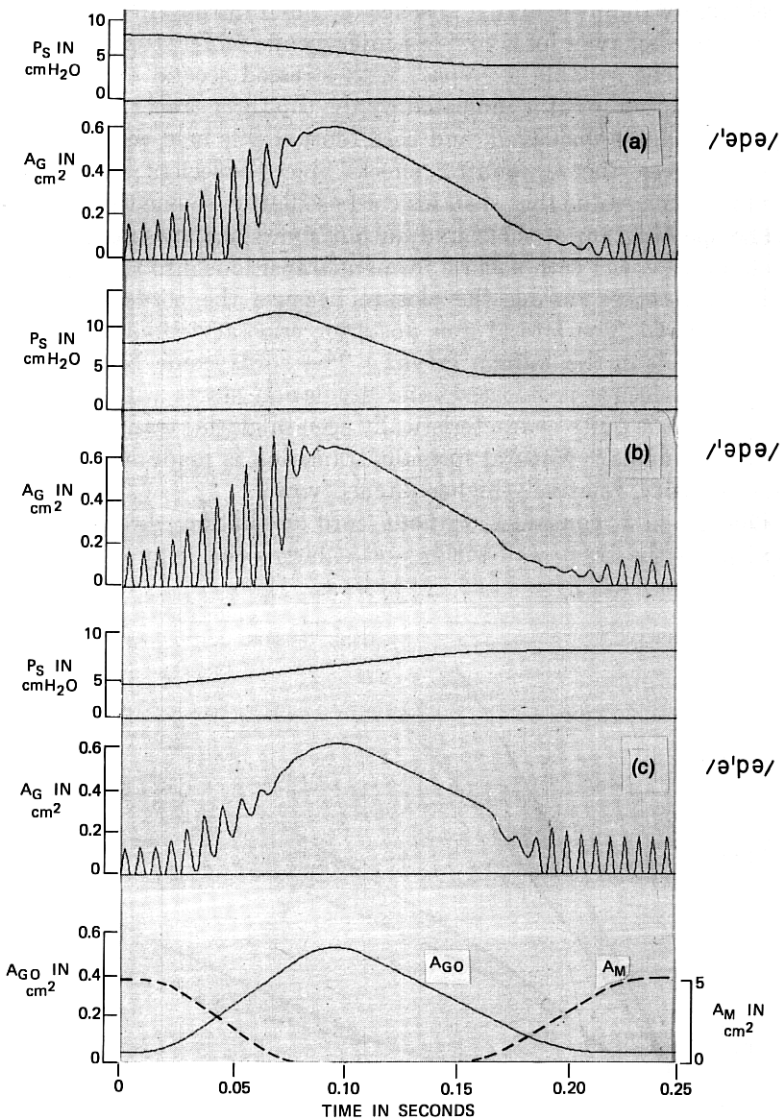 P_S IN
cmH₂O
10
5
0
A_G IN
cm²
0.6
0.4
0.2
0
(a)
/'əpə/
P_S IN
cmH₂O
10
5
0
A_G IN
cm²
0.6
0.4
0.2
0
(b)
/'əpə/
P_S IN
cmH₂O
10
5
0
A_G IN
cm²
0.6
0.4
0.2
0
(c)
/ə'pə/
A_GO IN
cm²
0.6
0.4
0.2
0
A_GO
A_M
5
0
A_M IN
cm²
0 0.05 0.10 0.15 0.20 0.25
TIME IN SECONDS